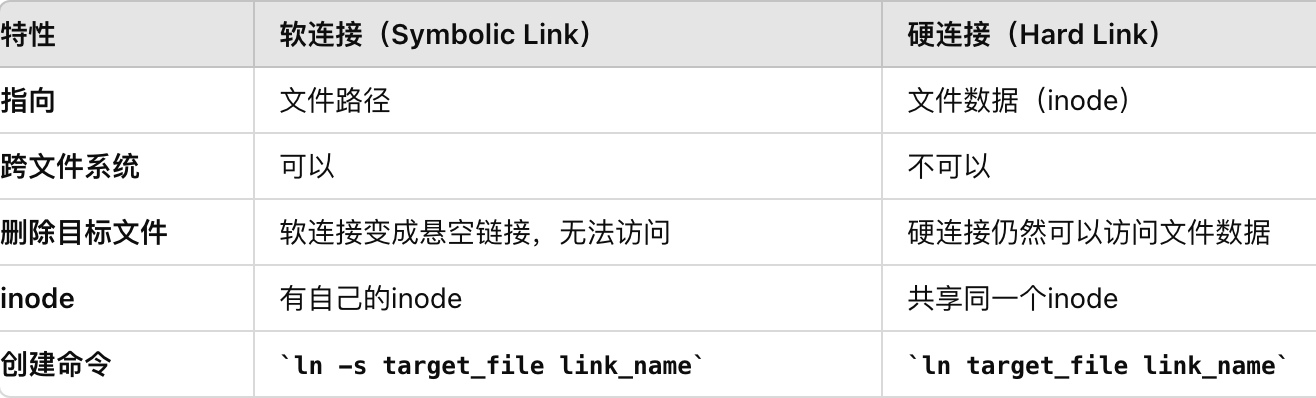 特性 软连接（Symbolic Link） 硬连接（Hard Link）
指向 文件路径 文件数据（inode）
跨文件系统 可以 不可以
删除目标文件 软连接变成悬空链接，无法访问 硬连接仍然可以访问文件数据
inode 有自己的inode 共享同一个inode
创建命令 `ln -s target_file link_name` `ln target_file link_name`